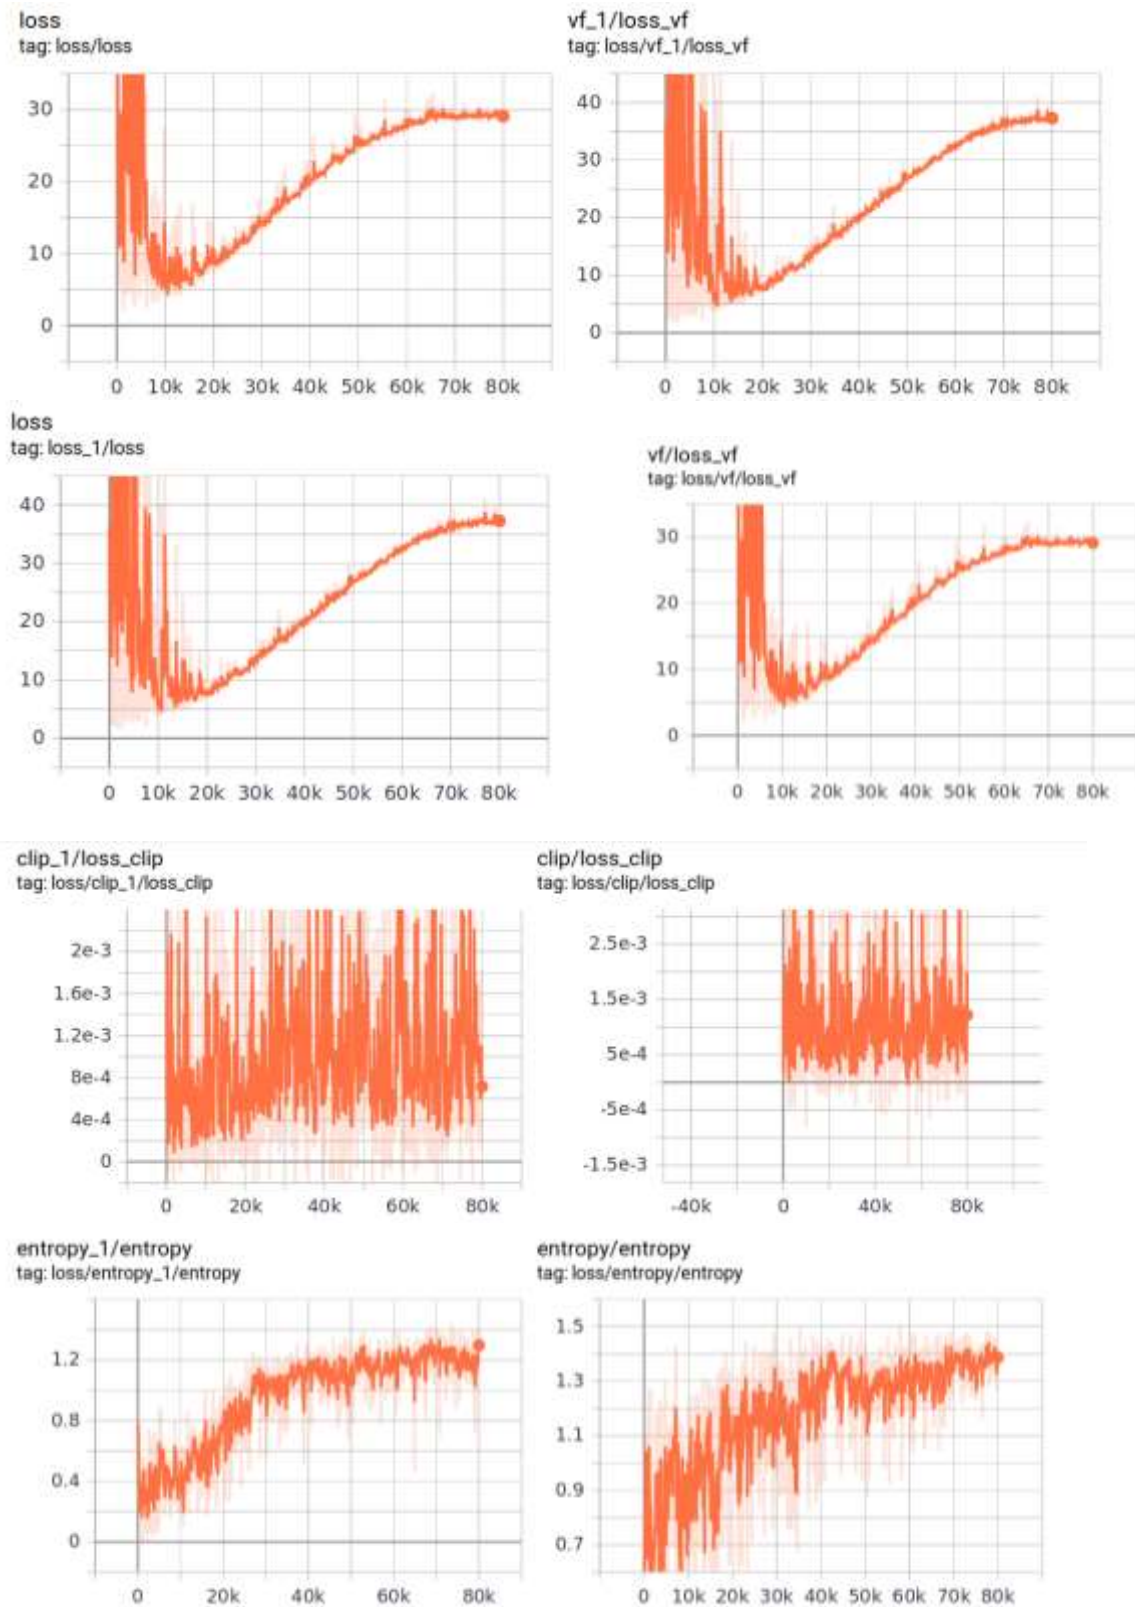 loss
tag: loss/loss
30
20
10
0
0 10k 20k 30k 40k 50k 60k 70k 80k
vf_1/loss_vf
tag: loss/vf_1/loss_vf
40
30
20
10
0
0 10k 20k 30k 40k 50k 60k 70k 80k
loss
tag: loss_1/loss
40
30
20
10
0
0 10k 20k 30k 40k 50k 60k 70k 80k
vf/loss_vf
tag: loss/vf/loss_vf
30
20
10
0
0 10k 20k 30k 40k 50k 60k 70k 80k
clip_1/loss_clip
tag: loss/clip_1/loss_clip
2e-3
1.6e-3
1.2e-3
8e-4
4e-4
0
0 20k 40k 60k 80k
clip/loss_clip
tag: loss/clip/loss_clip
2.5e-3
1.5e-3
5e-4
-5e-4
-1.5e-3
-40k 0 40k 80k
entropy_1/entropy
tag: loss/entropy_1/entropy
1.2
0.8
0.4
0
0 20k 40k 60k 80k
entropy/entropy
tag: loss/entropy/entropy
1.5
1.3
1.1
0.9
0.7
0 10k 20k 30k 40k 50k 60k 70k 80k